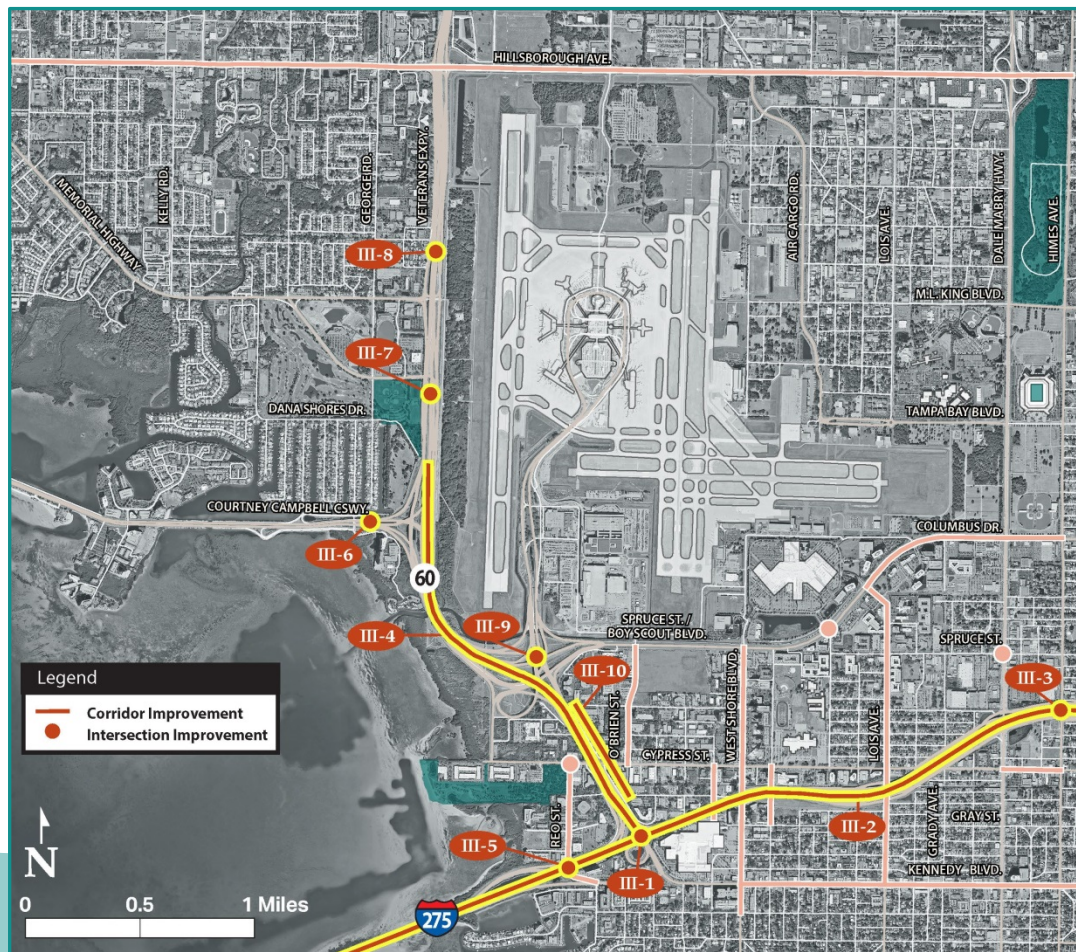 HILLSBOROUGH AVE.
MEMORIAL HIGHWAY
KELLY RD.
GEORGE RD.
VETERANS EXPY.
AIR CARGO RD.
LOIS AVE.
DALE MABRY HWY.
HIMES AVE.
III-8
M.L. KING BLVD.
III-7
DANA SHORES DR.
TAMPA BAY BLVD.
COURTNEY CAMPBELL CSWY.
COLUMBUS DR.
III-6
60
III-4
III-9
SPRUCE ST. /
BOY SCOUT BLVD.
SPRUCE ST.
III-10
III-3
O'BRIEN ST.
WEST SHORE BLVD.
LOIS AVE.
CYPRESS ST.
Legend
Corridor Improvement
Intersection Improvement
REO ST.
GRADY AVE.
GRAY ST.
III-2
III-5
III-1
KENNEDY BLVD.
N
0 0.5 1 Miles
275